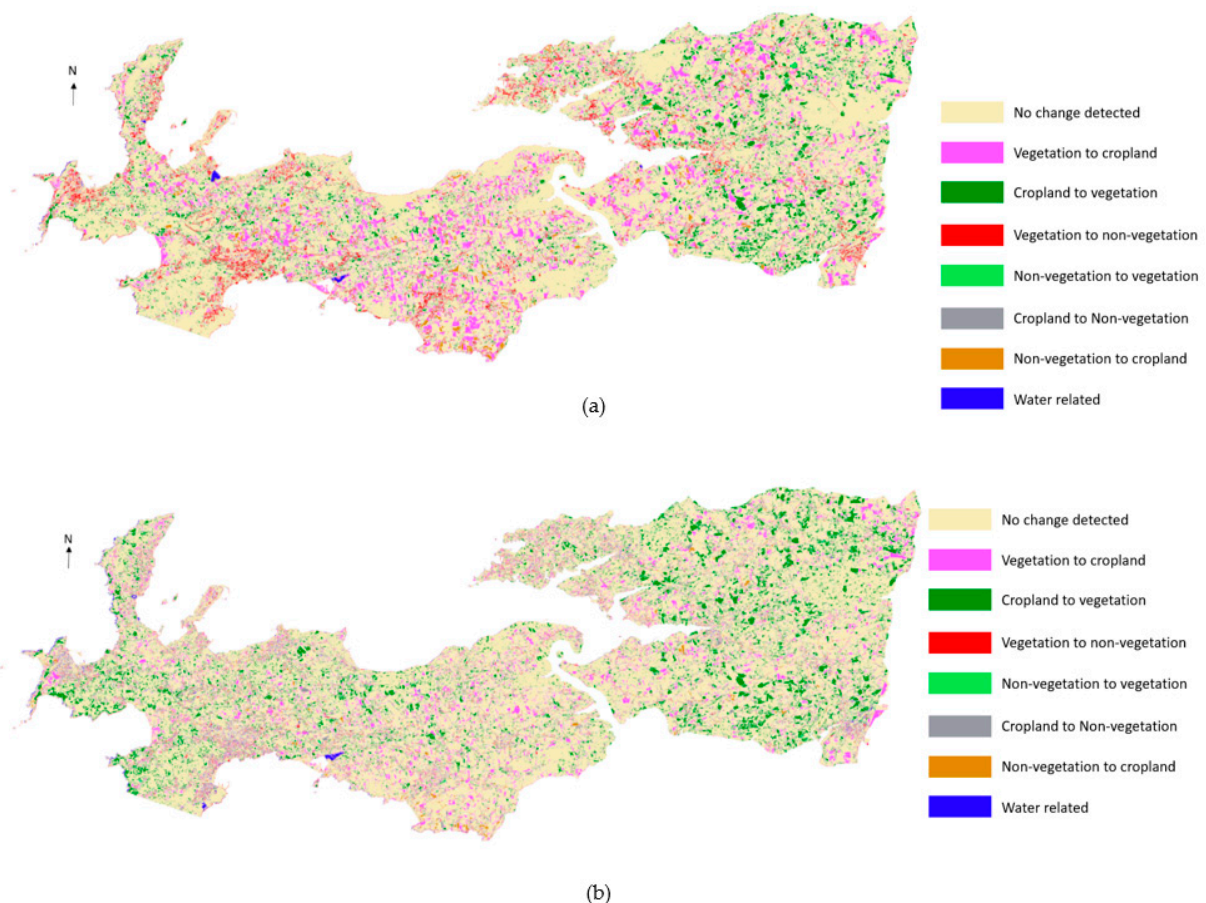 N
No change detected
Vegetation to cropland
Cropland to vegetation
Vegetation to non-vegetation
Non-vegetation to vegetation
Cropland to Non-vegetation
Non-vegetation to cropland
Water related
(a)
N
No change detected
Vegetation to cropland
Cropland to vegetation
Vegetation to non-vegetation
Non-vegetation to vegetation
Cropland to Non-vegetation
Non-vegetation to cropland
Water related
(b)